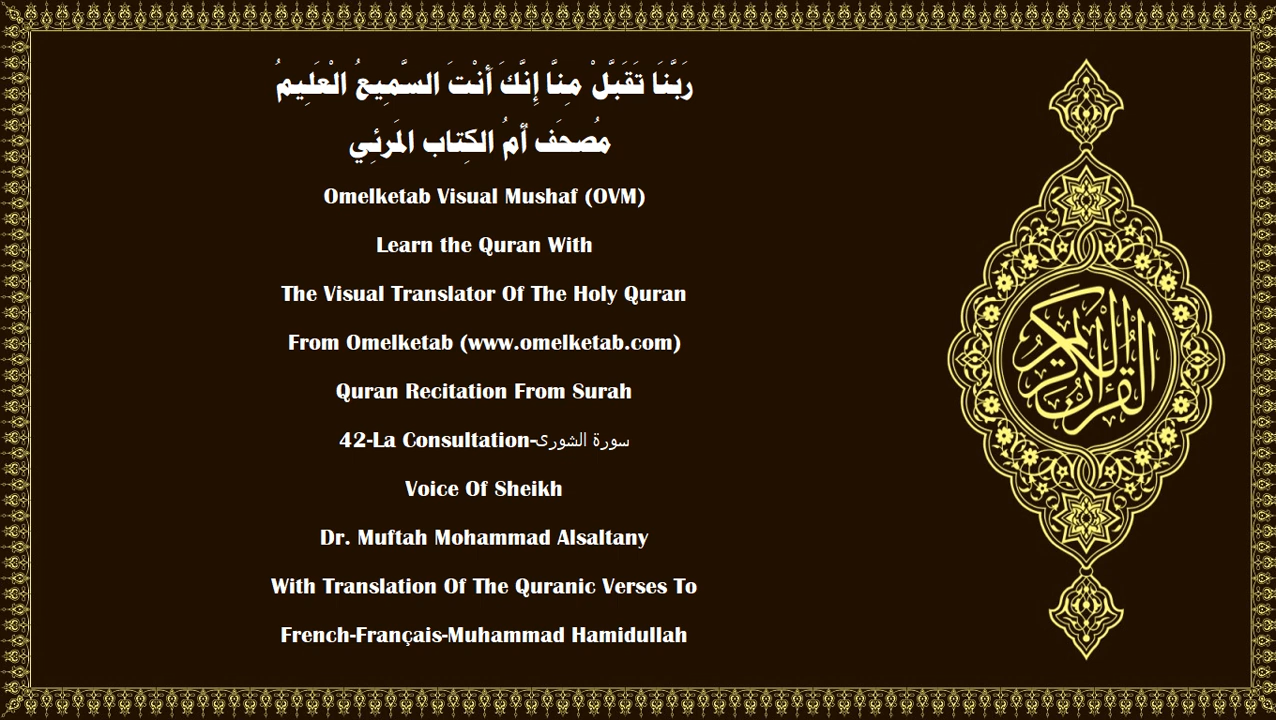 رَبَّنَا تَقَبَّلْ مِنَّا إِنَّكَ أَنْتَ السَّمِيعُ الْعَلِيمُ
مُصحَف أمُ الكِتاب المَرئِي
Omelketab Visual Mushaf (OVM)
Learn the Quran With
The Visual Translator Of The Holy Quran
From Omelketab (www.omelketab.com)
Quran Recitation From Surah
42-La Consultation-سورة الشورى
Voice Of Sheikh
Dr. Muftah Mohammad Alsaltany
With Translation Of The Quranic Verses To
French-Français-Muhammad Hamidullah
القرآن الكريم